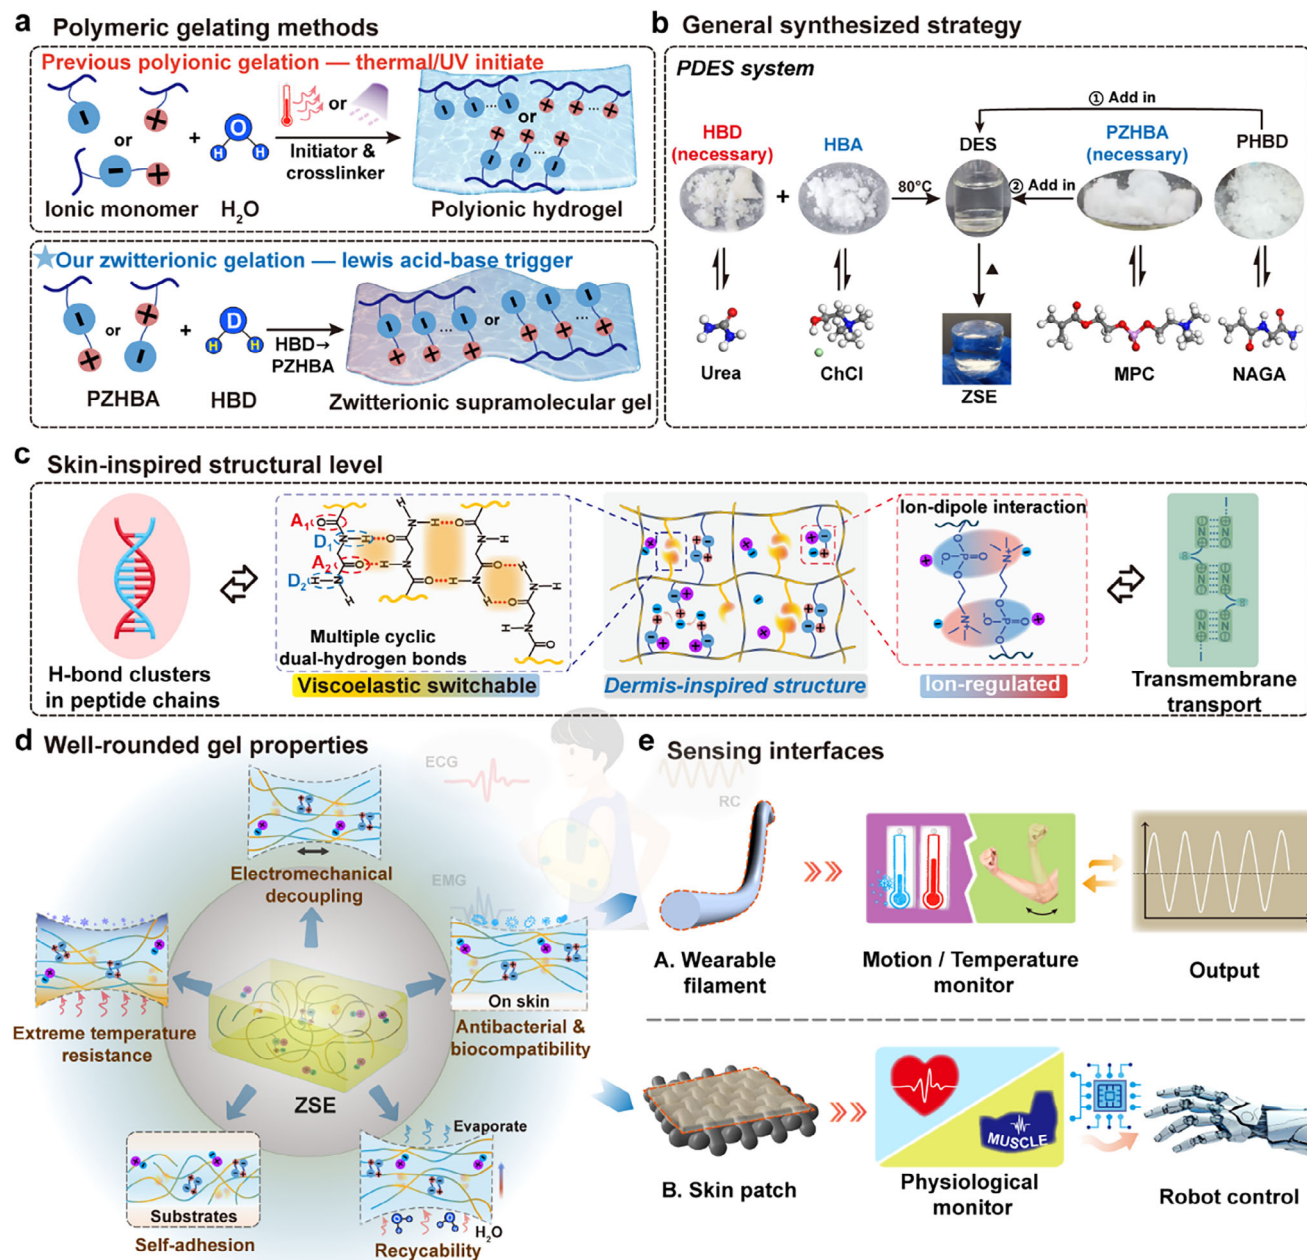 a Polymeric gelating methods
Previous polyionic gelation — thermal/UV initiate
or
or
+
O
H H
Initiator &
crosslinker
or
Ionic monomer
H₂O
Polyionic hydrogel
Our zwitterionic gelation — lewis acid-base trigger
or
+
D
H H
HBD→
PZHBA
or
PZHBA
HBD
Zwitterionic supramolecular gel
b General synthesized strategy
PDES system
① Add in
HBD
(necessary)
HBA
DES
PZHBA
(necessary)
PHBD
+
80°C
② Add in
Urea
ChCl
ZSE
MPC
NAGA
c Skin-inspired structural level
H-bond clusters
in peptide chains
A₁
D₁
A₂
D₂
Multiple cyclic
dual-hydrogen bonds
Viscoelastic switchable
Dermis-inspired structure
Ion-dipole interaction
Ion-regulated
Transmembrane
transport
d Well-rounded gel properties
ECG
RC
EMG
Electromechanical
decoupling
Extreme temperature
resistance
On skin
Antibacterial &
biocompatibility
ZSE
Substrates
Self-adhesion
Evaporate
H₂O
Recycability
e Sensing interfaces
A. Wearable
filament
Motion / Temperature
monitor
Output
B. Skin patch
MUSCLE
Physiological
monitor
Robot control